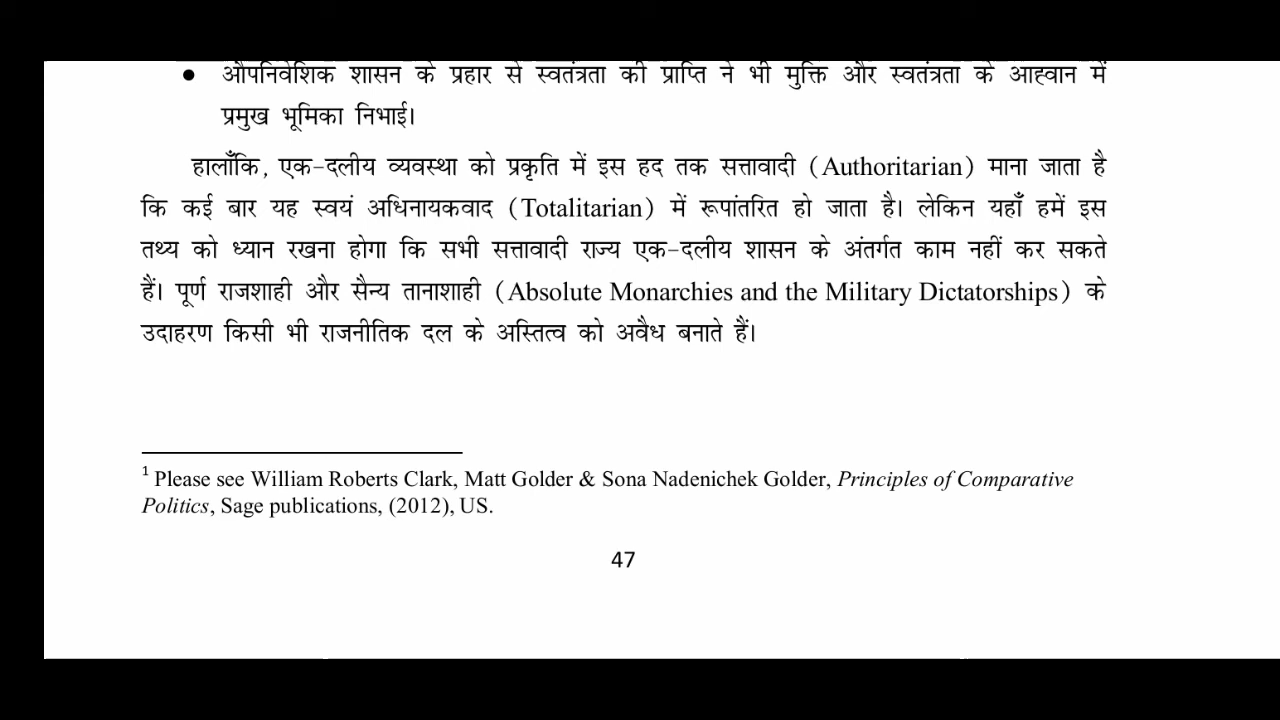 ● औपनिवेशिक शासन के प्रहार से स्वतंत्रता की प्राप्ति ने भी मुक्ति और स्वतंत्रता के आह्वान में
प्रमुख भूमिका निभाई।
हालाँकि, एक-दलीय व्यवस्था को प्रकृति में इस हद तक सत्तावादी (Authoritarian) माना जाता है
कि कई बार यह स्वयं अधिनायकवाद (Totalitarian) में रूपांतरित हो जाता है। लेकिन यहाँ हमें इस
तथ्य को ध्यान रखना होगा कि सभी सत्तावादी राज्य एक-दलीय शासन के अंतर्गत काम नहीं कर सकते
हैं। पूर्ण राजशाही और सैन्य तानाशाही (Absolute Monarchies and the Military Dictatorships) के
उदाहरण किसी भी राजनीतिक दल के अस्तित्व को अवैध बनाते हैं।
1 Please see William Roberts Clark, Matt Golder & Sona Nadenichek Golder, Principles of Comparative
Politics, Sage publications, (2012), US.
47